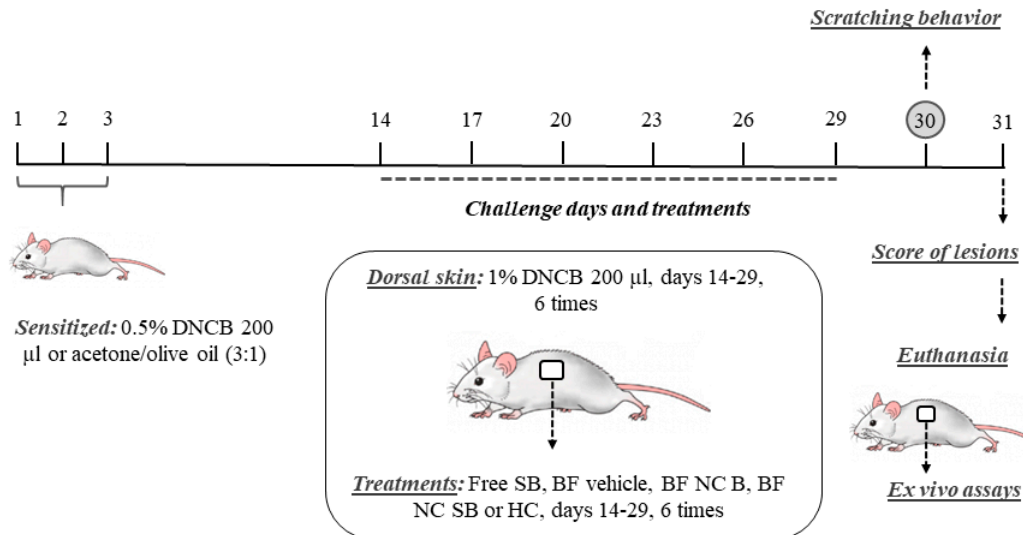 Scratching behavior
1 2 3 14 17 20 23 26 29 30 31
Challenge days and treatments
Sensitized: 0.5% DNCB 200
µl or acetone/olive oil (3:1)
Dorsal skin: 1% DNCB 200 µl, days 14-29,
6 times
Treatments: Free SB, BF vehicle, BF NC B, BF
NC SB or HC, days 14-29, 6 times
Score of lesions
Euthanasia
Ex vivo assays